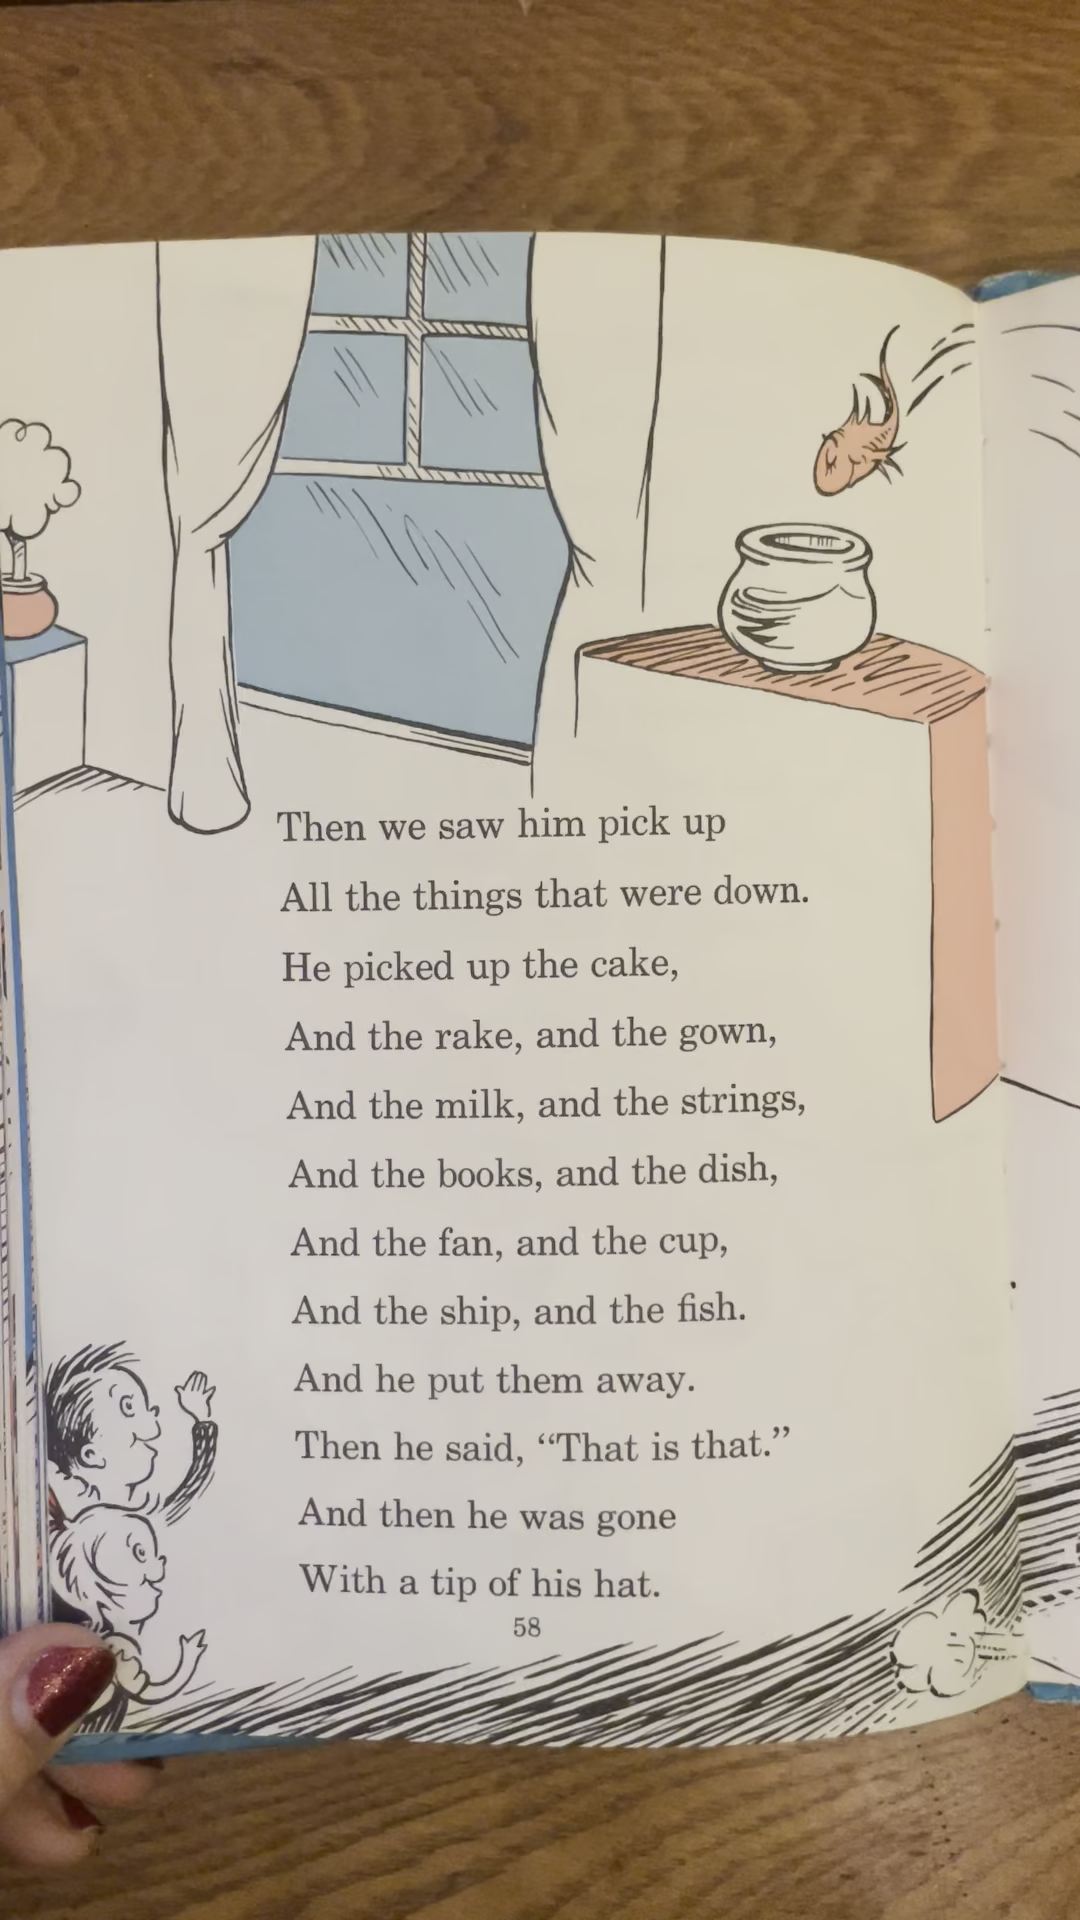 Then we saw him pick up
All the things that were down.
He picked up the cake,
And the rake, and the gown,
And the milk, and the strings,
And the books, and the dish,
And the fan, and the cup,
And the ship, and the fish.
And he put them away.
Then he said, “That is that.”
And then he was gone
With a tip of his hat.
58